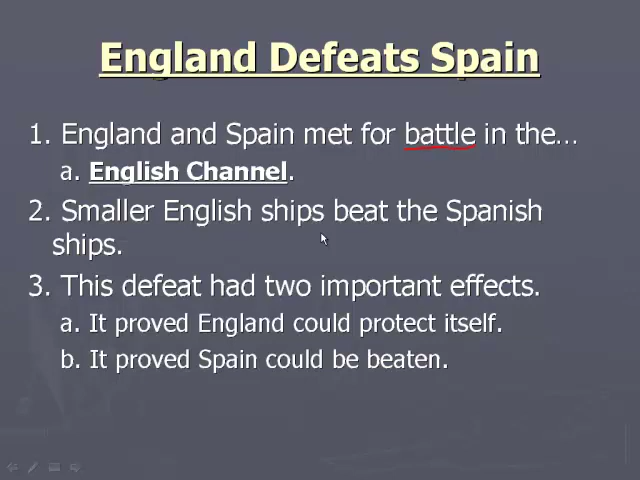 England Defeats Spain
1. England and Spain met for battle in the...
a. English Channel.
2. Smaller English ships beat the Spanish
ships.
3. This defeat had two important effects.
a. It proved England could protect itself.
b. It proved Spain could be beaten.